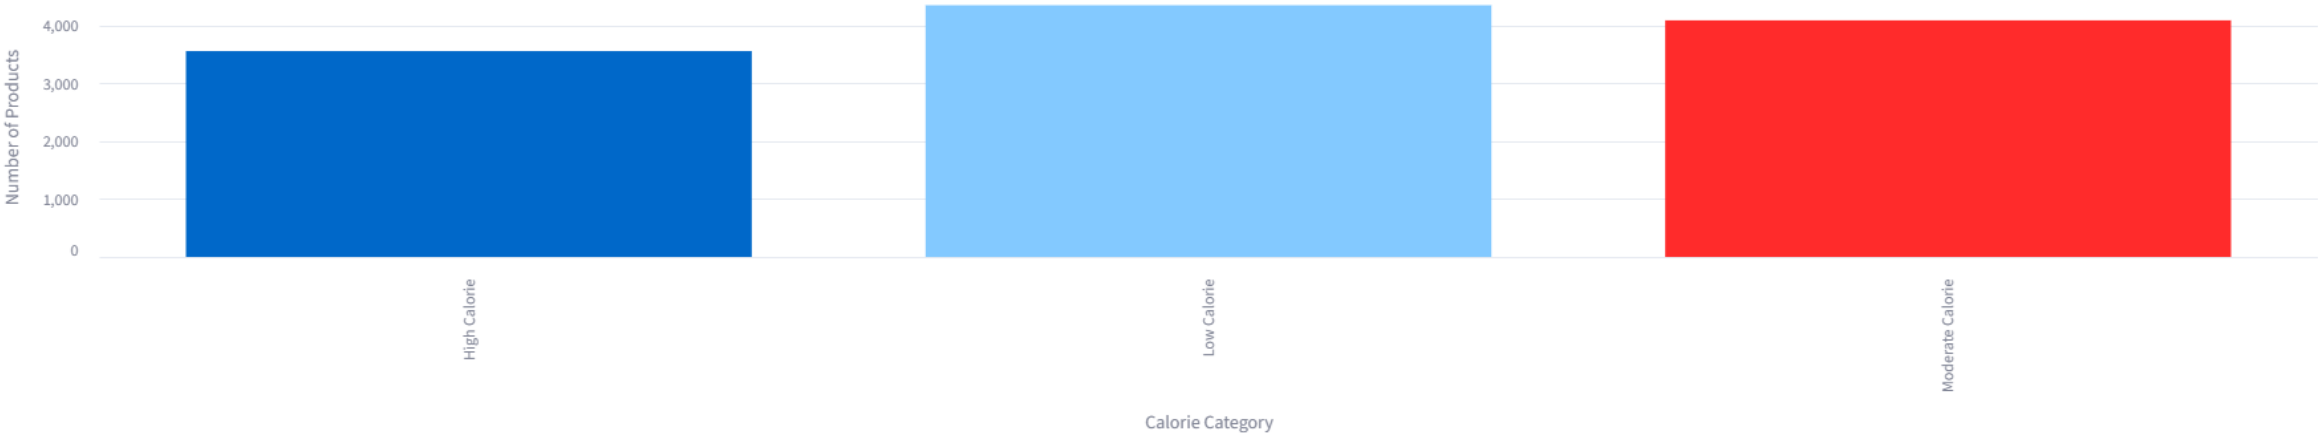 Number of Products
4,000
3,000
2,000
1,000
0
High Calorie
Low Calorie
Moderate Calorie
Calorie Category